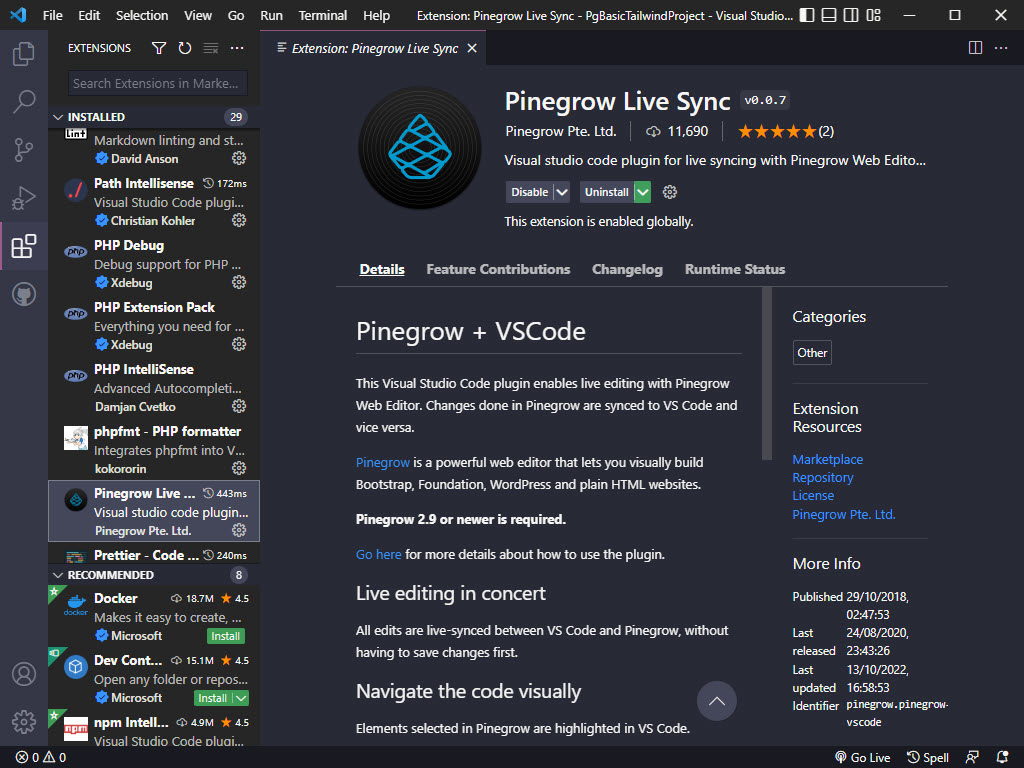 File Edit Selection View Go Run Terminal Help Extension: Pinegrow Live Sync - PgBasicTailwindProject - Visual Studio...
EXTENSIONS
Search Extensions in Marke...
INSTALLED 29
Lint
Markdown linting and st...
David Anson
Path Intellisense 172ms
Visual Studio Code plugi...
Christian Kohler
php
PHP Debug
Debug support for PHP ...
Xdebug
php
PHP Extension Pack
Everything you need for ...
Xdebug
php
PHP IntelliSense
Advanced Autocompleti...
Damjan Cvetko
phpfmt - PHP formatter
Integrates phpfmt into V...
kokororin
Pinegrow Live ... 443ms
Visual studio code plugin...
Pinegrow Pte. Ltd.
Prettier - Code ... 240ms
RECOMMENDED 8
Docker 18.7M 4.5
docker
Makes it easy to create, ...
Microsoft Install
Dev Cont... 15.1M 4.5
Open any folder or repos...
Microsoft Install
npm Intell... 4.9M 4.5
npm
Visual Studio Code plugi...
Extension: Pinegrow Live Sync
Pinegrow Live Sync v0.0.7
Pinegrow Pte. Ltd. 11,690 (2)
Visual studio code plugin for live syncing with Pinegrow Web Edito...
Disable Uninstall
This extension is enabled globally.
Details Feature Contributions Changelog Runtime Status
Pinegrow + VSCode
This Visual Studio Code plugin enables live editing with Pinegrow
Web Editor. Changes done in Pinegrow are synced to VS Code and
vice versa.
Pinegrow is a powerful web editor that lets you visually build
Bootstrap, Foundation, WordPress and plain HTML websites.
Pinegrow 2.9 or newer is required.
Go here for more details about how to use the plugin.
Live editing in concert
All edits are live-synced between VS Code and Pinegrow, without
having to save changes first.
Navigate the code visually
Elements selected in Pinegrow are highlighted in VS Code.
Categories
Other
Extension
Resources
Marketplace
Repository
License
Pinegrow Pte. Ltd.
More Info
Published 29/10/2018,
02:47:53
Last 24/08/2020,
released 23:43:26
Last 13/10/2022,
updated 16:58:53
Identifier pinegrow.pinegrow-
vscode
0 0 Go Live Spell